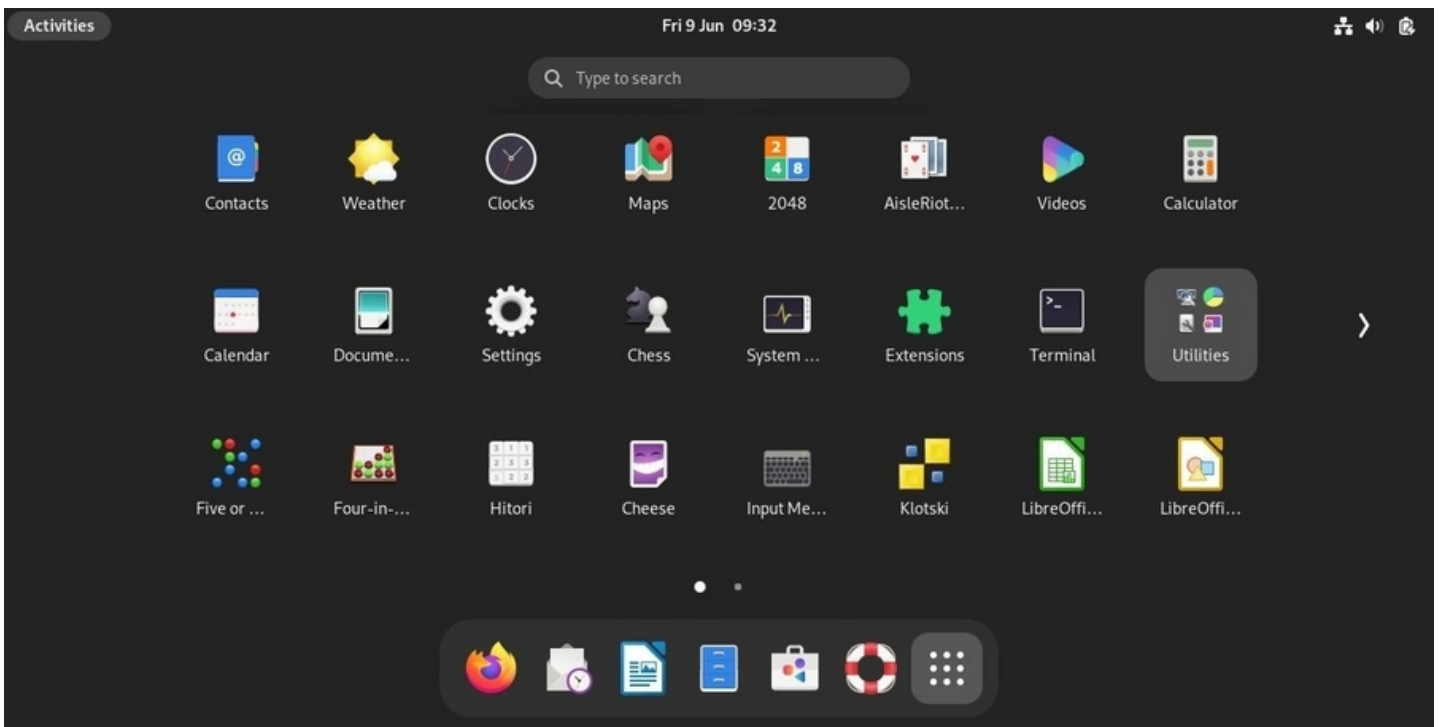 Activities
Fri 9 Jun 09:32
Type to search
Contacts
Weather
Clocks
Maps
2048
AisleRiot...
Videos
Calculator
Calendar
Docume...
Settings
Chess
System ...
Extensions
Terminal
Utilities
Five or ...
Four-in-...
Hitori
Cheese
Input Me...
Klotski
LibreOffi...
LibreOffi...